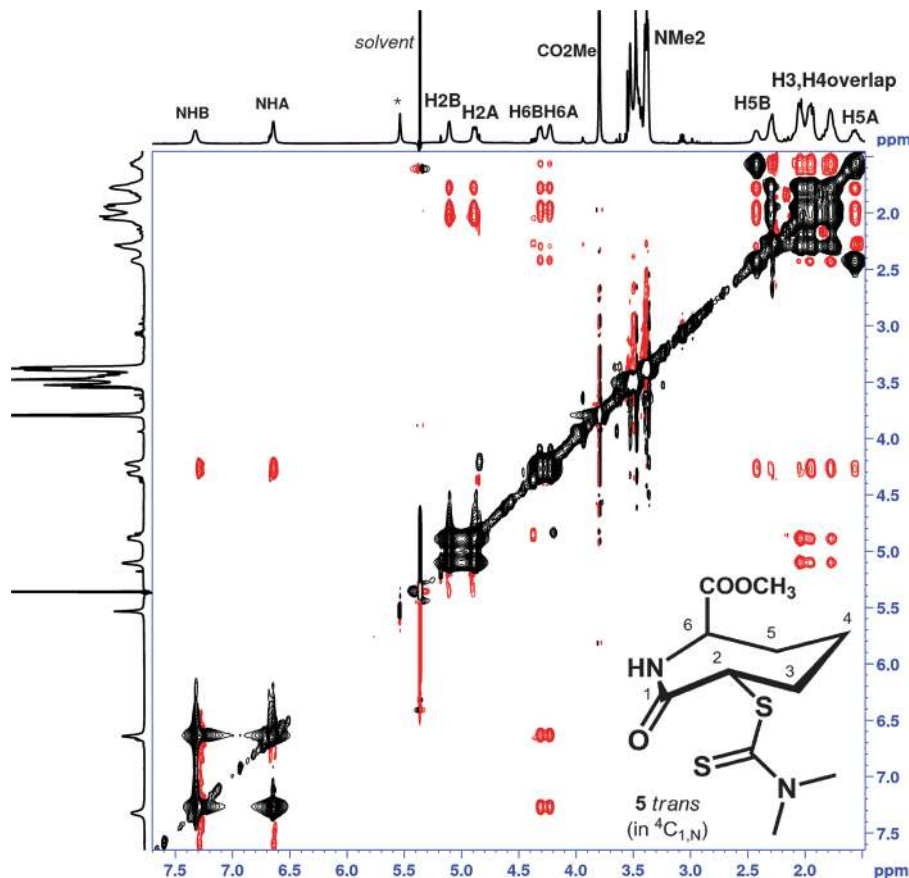 solvent
CO2Me
NMe2
H3,H4overlap
NHB
NHA
*
H2B
H2A
H6BH6A
H5B
H5A
ppm
2.0
2.5
3.0
3.5
4.0
4.5
5.0
5.5
6.0
6.5
7.0
7.5
COOCH3
6
5
4
HN
2
3
1
S
O
S
N
5 trans
(in ⁴C₁,N)
7.5 7.0 6.5 6.0 5.5 5.0 4.5 4.0 3.5 3.0 2.5 2.0 1.5 ppm
ppm